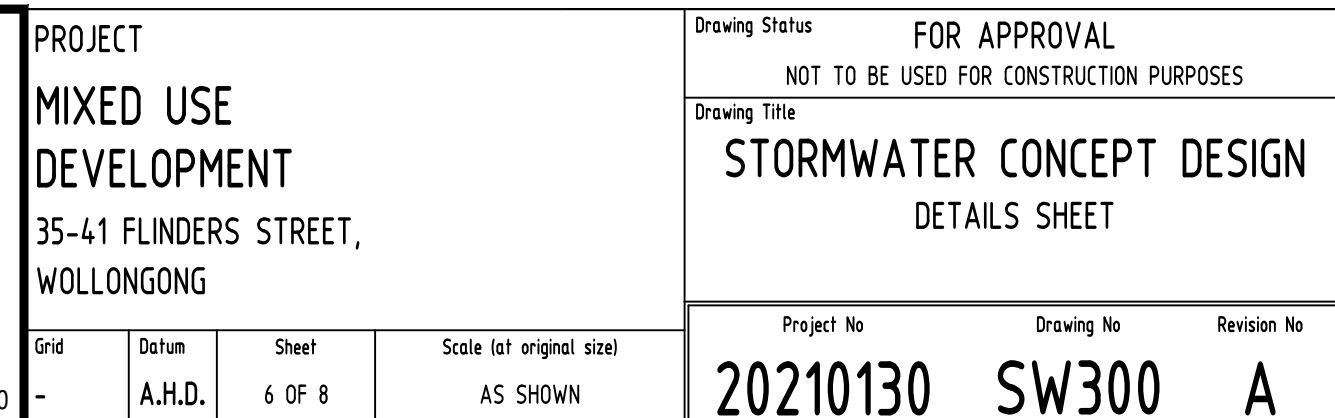 PROJECT
MIXED USE
DEVELOPMENT
35-41 FLINDERS STREET,
WOLLONGONG
Grid
-
Datum
A.H.D.
Sheet
6 OF 8
Scale (at original size)
AS SHOWN
Drawing Status
FOR APPROVAL
NOT TO BE USED FOR CONSTRUCTION PURPOSES
Drawing Title
STORMWATER CONCEPT DESIGN
DETAILS SHEET
Project No
20210130
Drawing No
SW300
Revision No
A